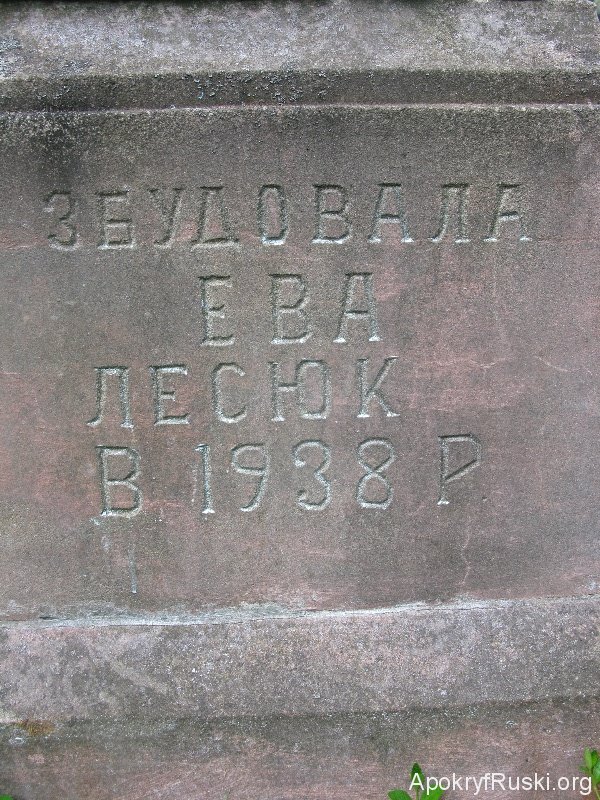 ЗБУДОВАЛА
ЕВА
ЛЕСЮК
В 1938 Р.
ApokryfRuski.org